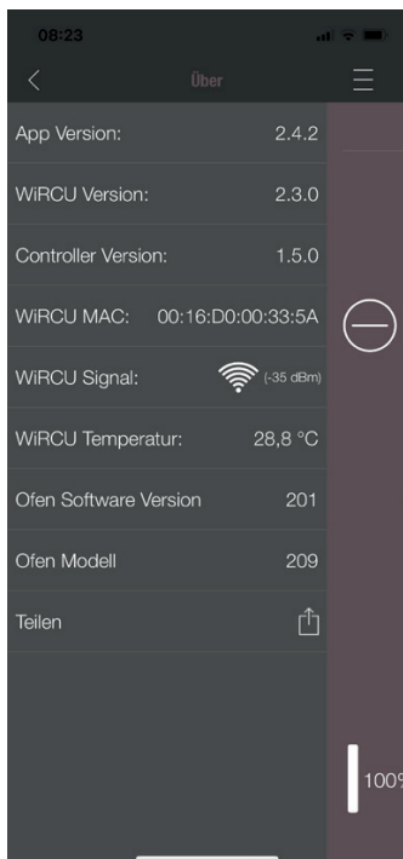 08:23
Über
App Version: 2.4.2
WiRCU Version: 2.3.0
Controller Version: 1.5.0
WiRCU MAC: 00:16:D0:00:33:5A
WiRCU Signal: (-35 dBm)
WiRCU Temperatur: 28,8 °C
Ofen Software Version 201
Ofen Modell 209
Teilen
100%